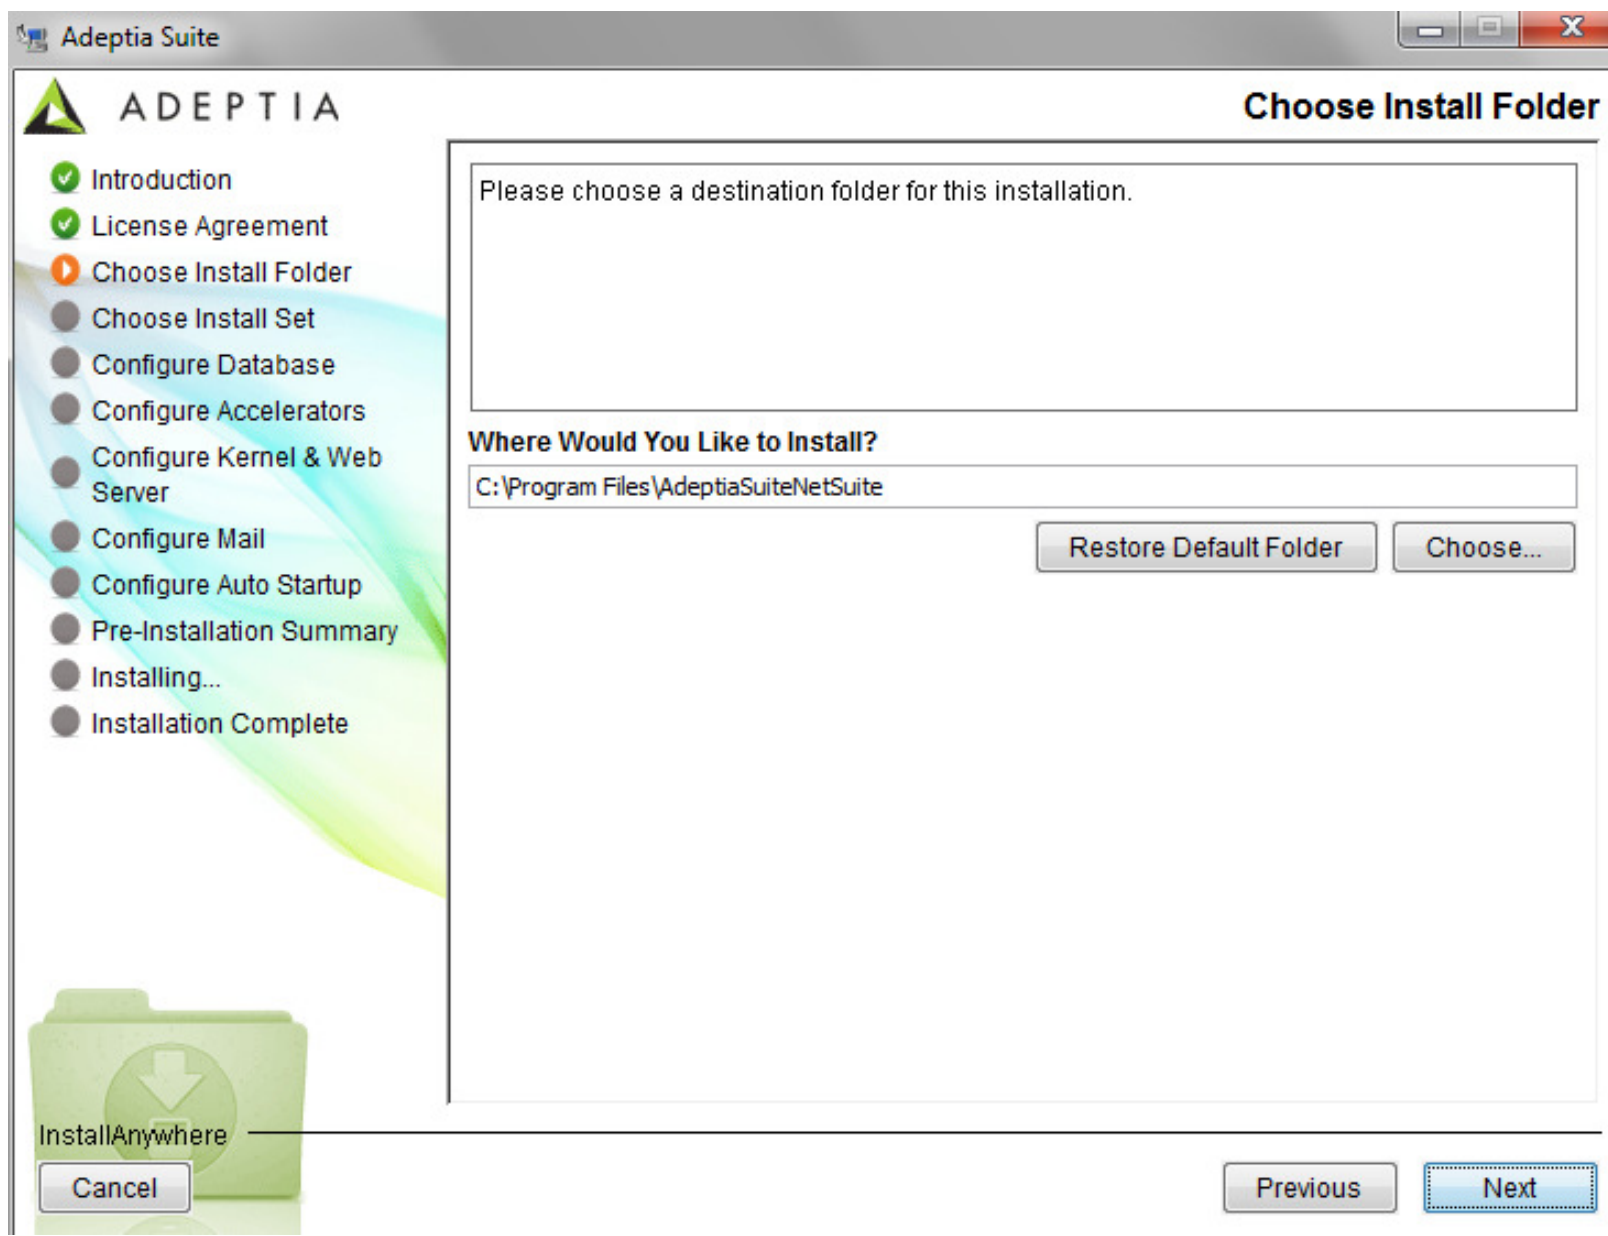 Adeptia Suite
ADEPTIA
Choose Install Folder
Introduction
License Agreement
Choose Install Folder
Choose Install Set
Configure Database
Configure Accelerators
Configure Kernel & Web
Server
Configure Mail
Configure Auto Startup
Pre-Installation Summary
Installing...
Installation Complete
Please choose a destination folder for this installation.
Where Would You Like to Install?
C:\Program Files\AdeptiaSuiteNetSuite
Restore Default Folder
Choose...
InstallAnywhere
Cancel
Previous
Next